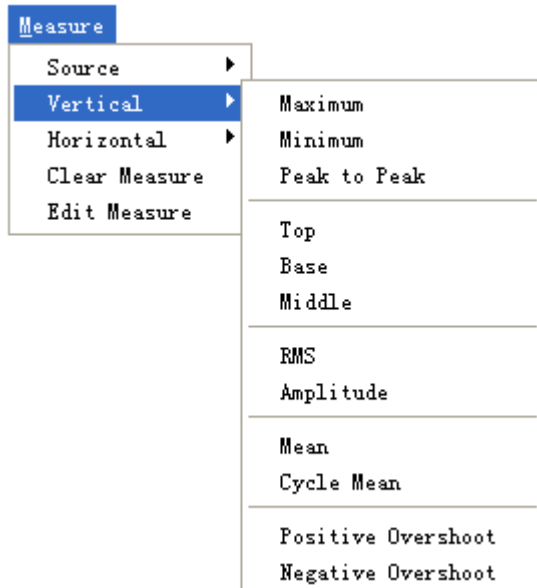 Measure
Source
Vertical
Horizontal
Clear Measure
Edit Measure
Maximum
Minimum
Peak to Peak
Top
Base
Middle
RMS
Amplitude
Mean
Cycle Mean
Positive Overshoot
Negative Overshoot